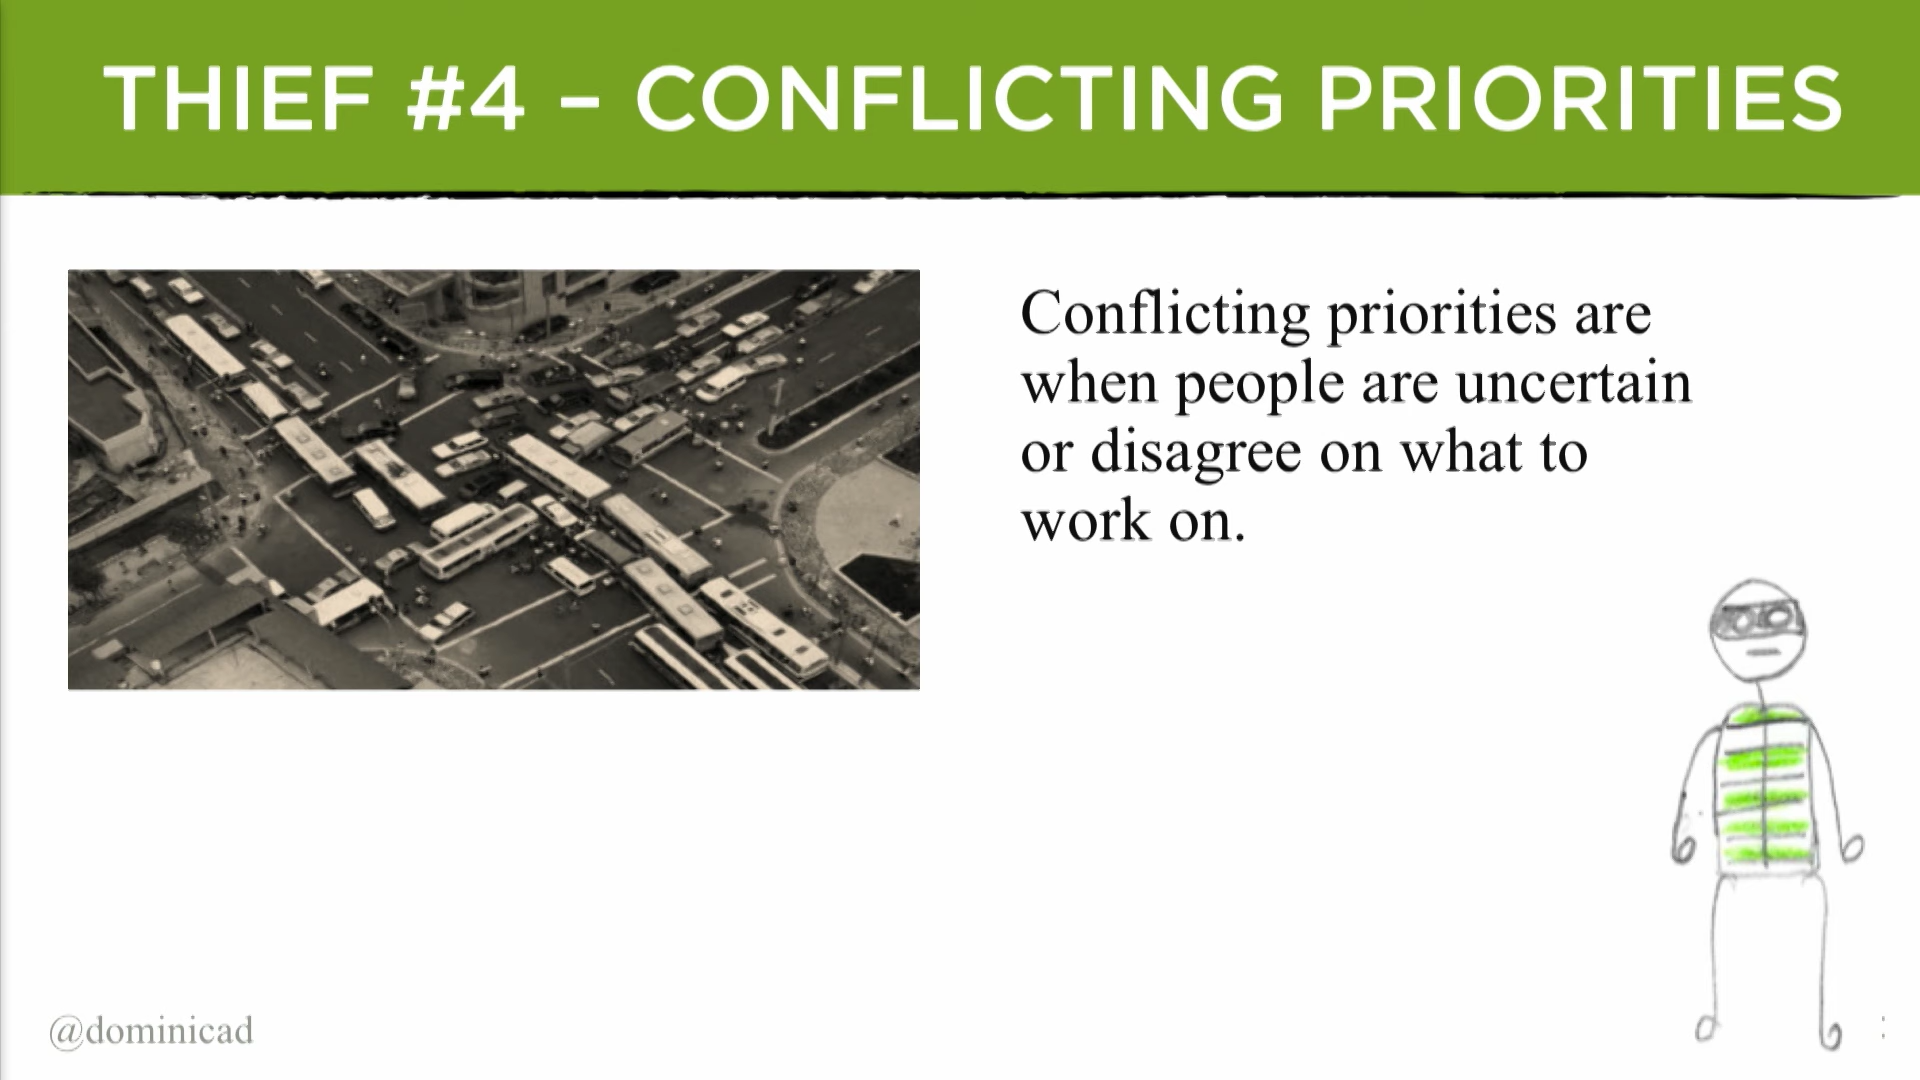 THIEF #4 – CONFLICTING PRIORITIES
Conflicting priorities are
when people are uncertain
or disagree on what to
work on.
@dominicad